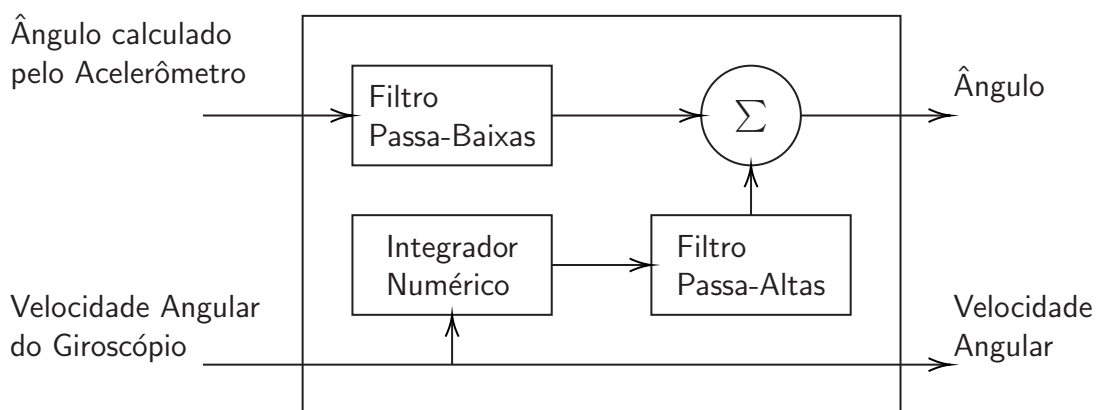 Ângulo calculado
pelo Acelerômetro
Filtro
Passa-Baixas
Σ
Ângulo
Integrador
Numérico
Filtro
Passa-Altas
Velocidade Angular
do Giroscópio
Velocidade
Angular